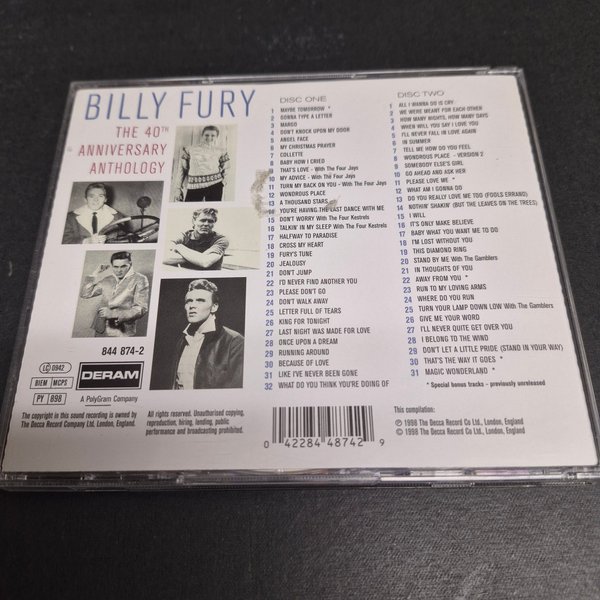 BILLY FURY
THE 40TH
ANNIVERSARY
ANTHOLOGY
DISC ONE
1 MAYBE TOMORROW *
2 GONNA TYPE A LETTER
3 MARGO
4 DON'T KNOCK UPON MY DOOR
5 ANGEL FACE
6 MY CHRISTMAS PRAYER
7 COLLETTE
8 BABY HOW I CRIED
9 THAT'S LOVE - With The Four Jays
10 MY ADVICE - With The Four Jays
11 TURN MY BACK ON YOU - With The Four Jays
12 WONDROUS PLACE
13 A THOUSAND STARS
14 YOU'RE HAVING THE LAST DANCE WITH ME
15 DON'T WORRY With The Four Kestrels
16 TALKIN' IN MY SLEEP With The Four Kestrels
17 HALFWAY TO PARADISE
18 CROSS MY HEART
19 FURY'S TUNE
20 JEALOUSY
21 DON'T JUMP
22 I'D NEVER FIND ANOTHER YOU
23 PLEASE DON'T GO
24 DON'T WALK AWAY
25 LETTER FULL OF TEARS
26 KING FOR TONIGHT
27 LAST NIGHT WAS MADE FOR LOVE
28 ONCE UPON A DREAM
29 RUNNING AROUND
30 BECAUSE OF LOVE
31 LIKE I'VE NEVER BEEN GONE
32 WHAT DO YOU THINK YOU'RE DOING OF
DISC TWO
1 ALL I WANNA DO IS CRY
2 WE WERE MEANT FOR EACH OTHER
3 HOW MANY NIGHTS, HOW MANY DAYS
4 WHEN WILL YOU SAY I LOVE YOU
5 I'LL NEVER FALL IN LOVE AGAIN
6 IN SUMMER
7 TELL ME HOW DO YOU FEEL
8 WONDROUS PLACE - VERSION 2
9 SOMEBODY ELSE'S GIRL
10 GO AHEAD AND ASK HER
11 PLEASE LOVE ME *
12 WHAT AM I GONNA DO
13 DO YOU REALLY LOVE ME TOO (FOOLS ERRAND)
14 NOTHIN' SHAKIN' (BUT THE LEAVES ON THE TREES)
15 I WILL
16 IT'S ONLY MAKE BELIEVE
17 BABY WHAT YOU WANT ME TO DO
18 I'M LOST WITHOUT YOU
19 THIS DIAMOND RING
20 STAND BY ME With The Gamblers
21 IN THOUGHTS OF YOU
22 AWAY FROM YOU *
23 RUN TO MY LOVING ARMS
24 WHERE DO YOU RUN
25 TURN YOUR LAMP DOWN LOW With The Gamblers
26 GIVE ME YOUR WORD
27 I'LL NEVER QUITE GET OVER YOU
28 I BELONG TO THE WIND
29 DON'T LET A LITTLE PRIDE (STAND IN YOUR WAY)
30 THAT'S THE WAY IT GOES *
31 MAGIC WONDERLAND *
* Special bonus tracks - previously unreleased
844 874-2
LC 0942
BIEM MCPS
PY 898
DERAM
A PolyGram Company
The copyright in this sound recording is owned by
The Decca Record Company Ltd. London, England.
All rights reserved. Unauthorised copying,
reproduction, hiring, lending, public
performance and broadcasting prohibited.
0 42284 48742 9
This compilation:
℗ 1998 The Decca Record Co Ltd., London, England
© 1998 The Decca Record Co Ltd., London, England